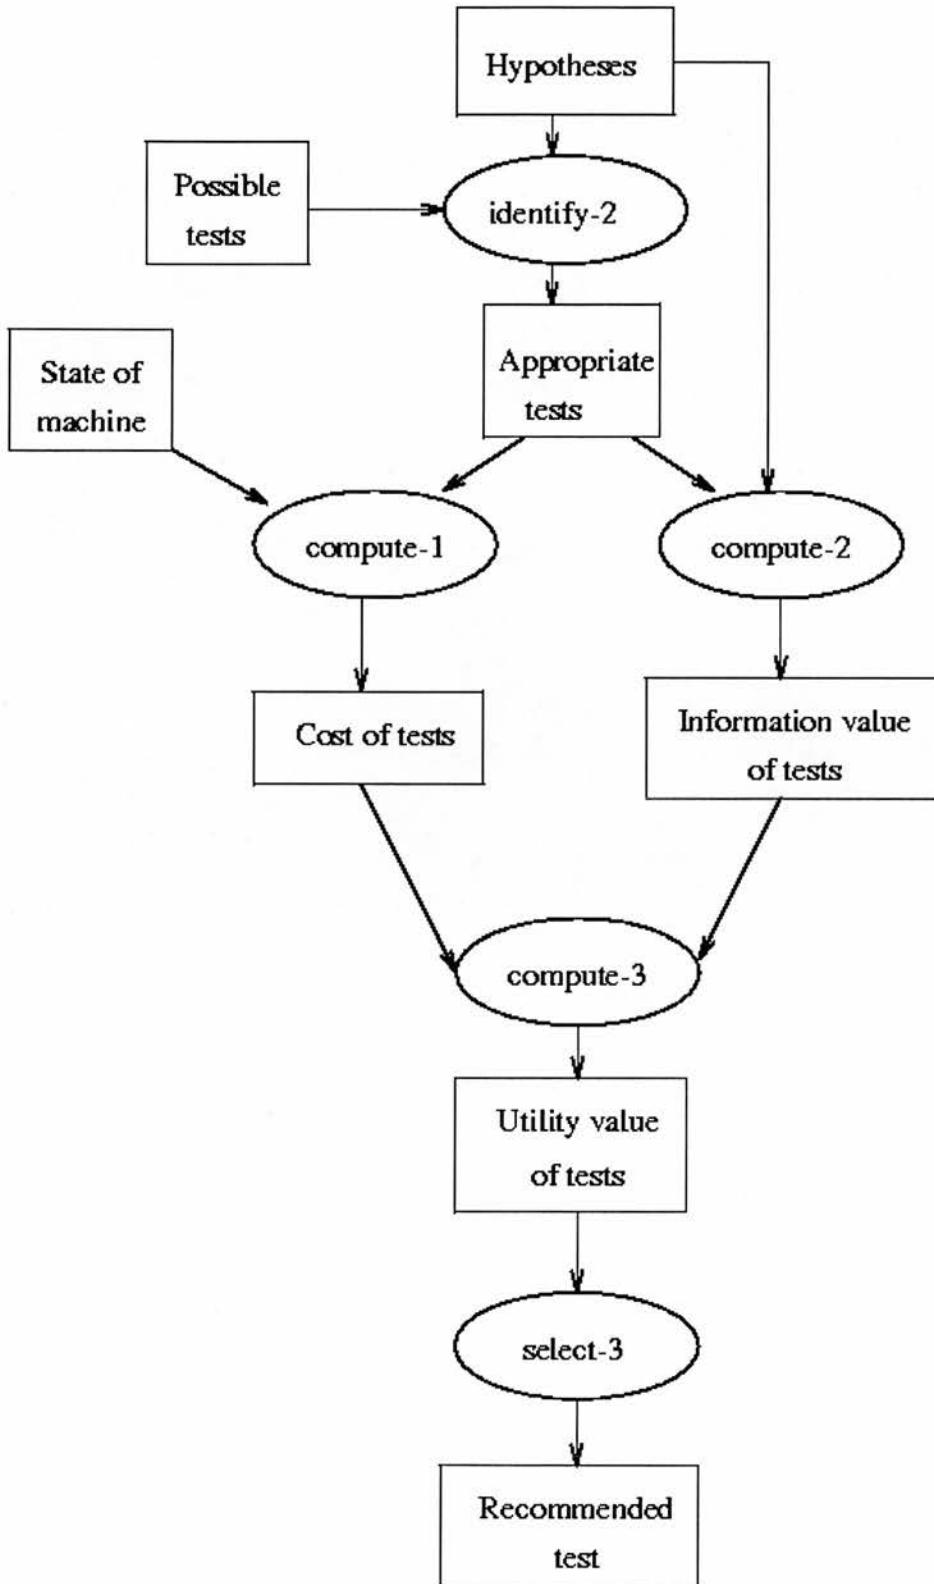 Hypotheses
Possible
tests
identify-2
State of
machine
Appropriate
tests
compute-1
compute-2
Cost of tests
Information value
of tests
compute-3
Utility value
of tests
select-3
Recommended
test